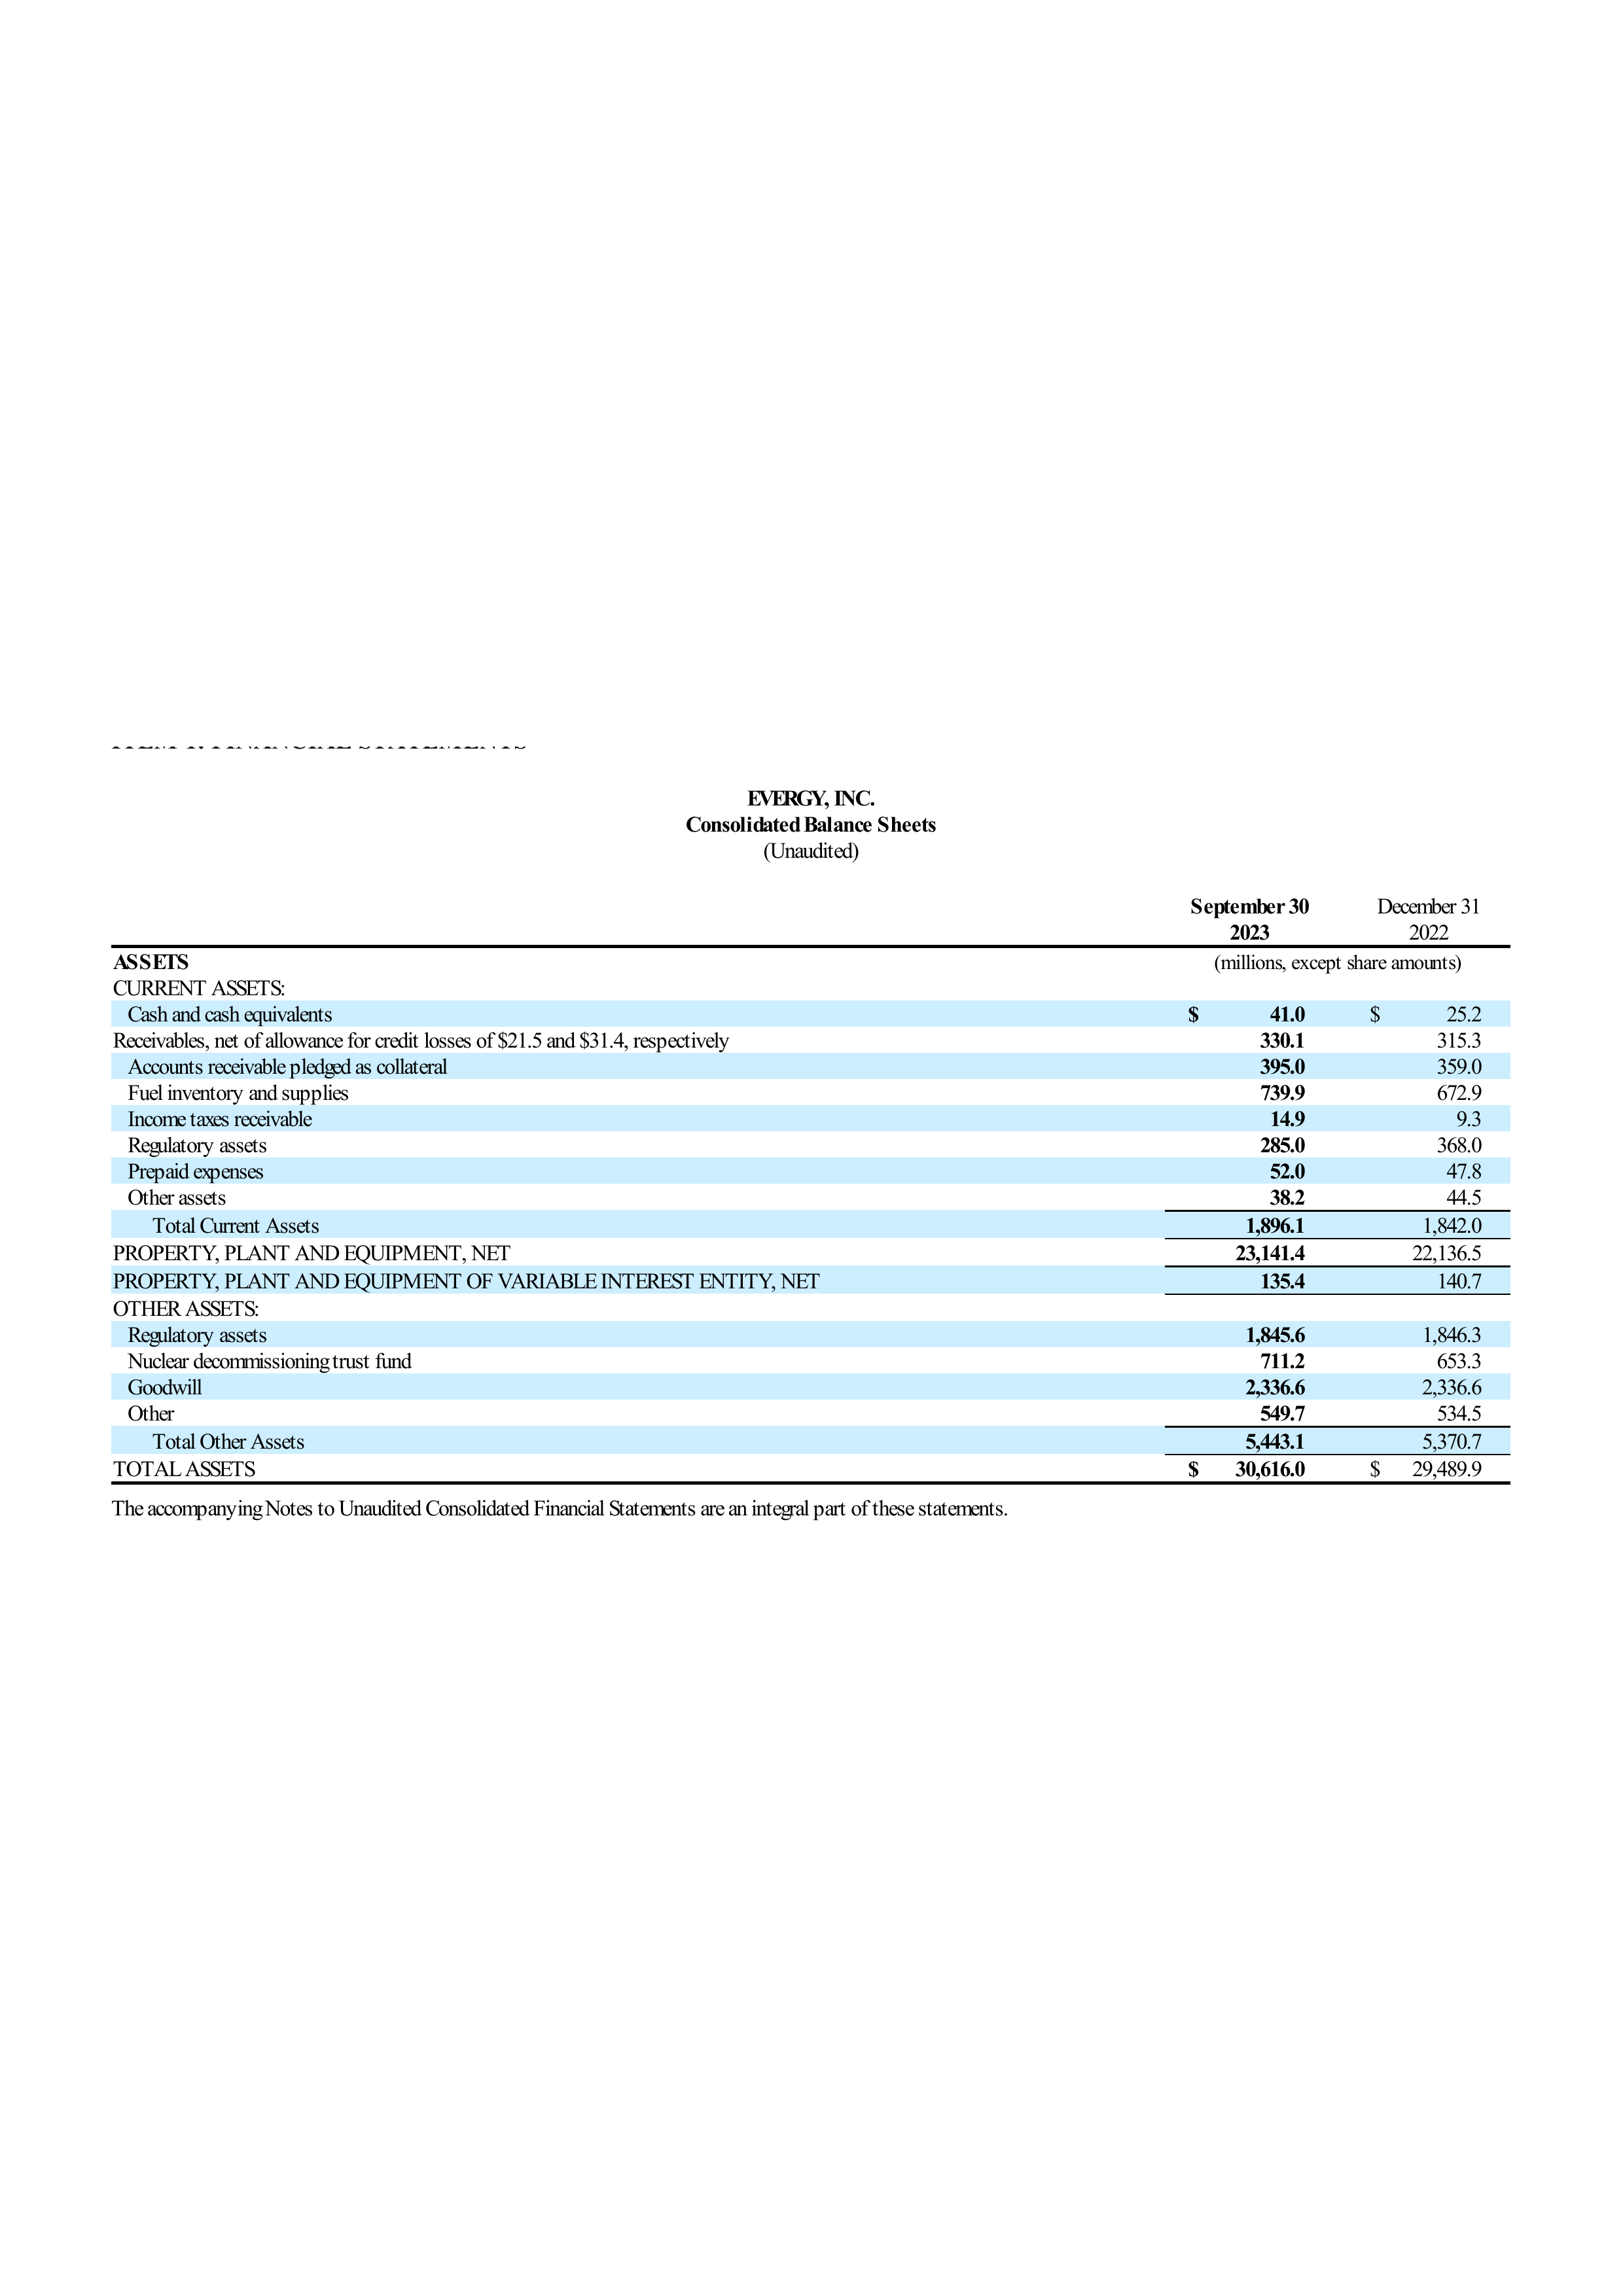 EVERGY, INC.
Consolidated Balance Sheets
(Unaudited)
September 30 December 31
2023 2022
ASSETS (millions, except share amounts)
CURRENT ASSETS:
Cash and cash equivalents $ 41.0 $ 25.2
Receivables, net of allowance for credit losses of $21.5 and $31.4, respectively 330.1 315.3
Accounts receivable pledged as collateral 395.0 359.0
Fuel inventory and supplies 739.9 672.9
Income taxes receivable 14.9 9.3
Regulatory assets 285.0 368.0
Prepaid expenses 52.0 47.8
Other assets 38.2 44.5
Total Current Assets 1,896.1 1,842.0
PROPERTY, PLANT AND EQUIPMENT, NET 23,141.4 22,136.5
PROPERTY, PLANT AND EQUIPMENT OF VARIABLE INTEREST ENTITY, NET 135.4 140.7
OTHER ASSETS:
Regulatory assets 1,845.6 1,846.3
Nuclear decommissioning trust fund 711.2 653.3
Goodwill 2,336.6 2,336.6
Other 549.7 534.5
Total Other Assets 5,443.1 5,370.7
TOTAL ASSETS $ 30,616.0 $ 29,489.9
The accompanying Notes to Unaudited Consolidated Financial Statements are an integral part of these statements.